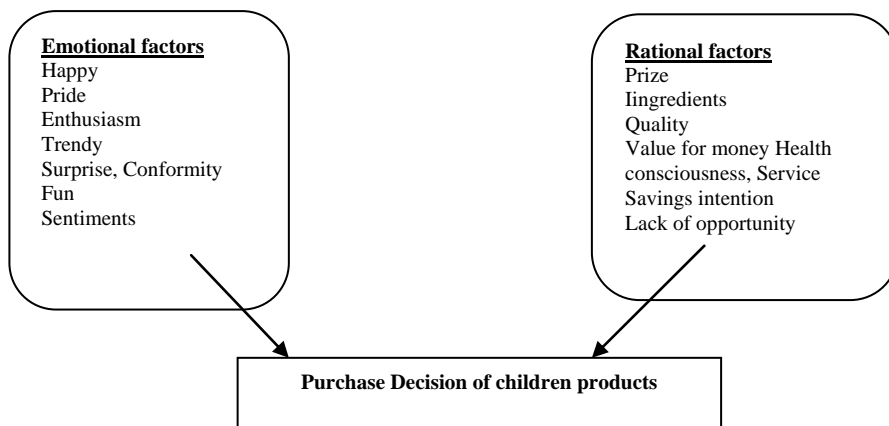 Emotional factors
Happy
Pride
Enthusiasm
Trendy
Surprise, Conformity
Fun
Sentiments
Rational factors
Prize
Iingredients
Quality
Value for money Health
consciousness, Service
Savings intention
Lack of opportunity
Purchase Decision of children products